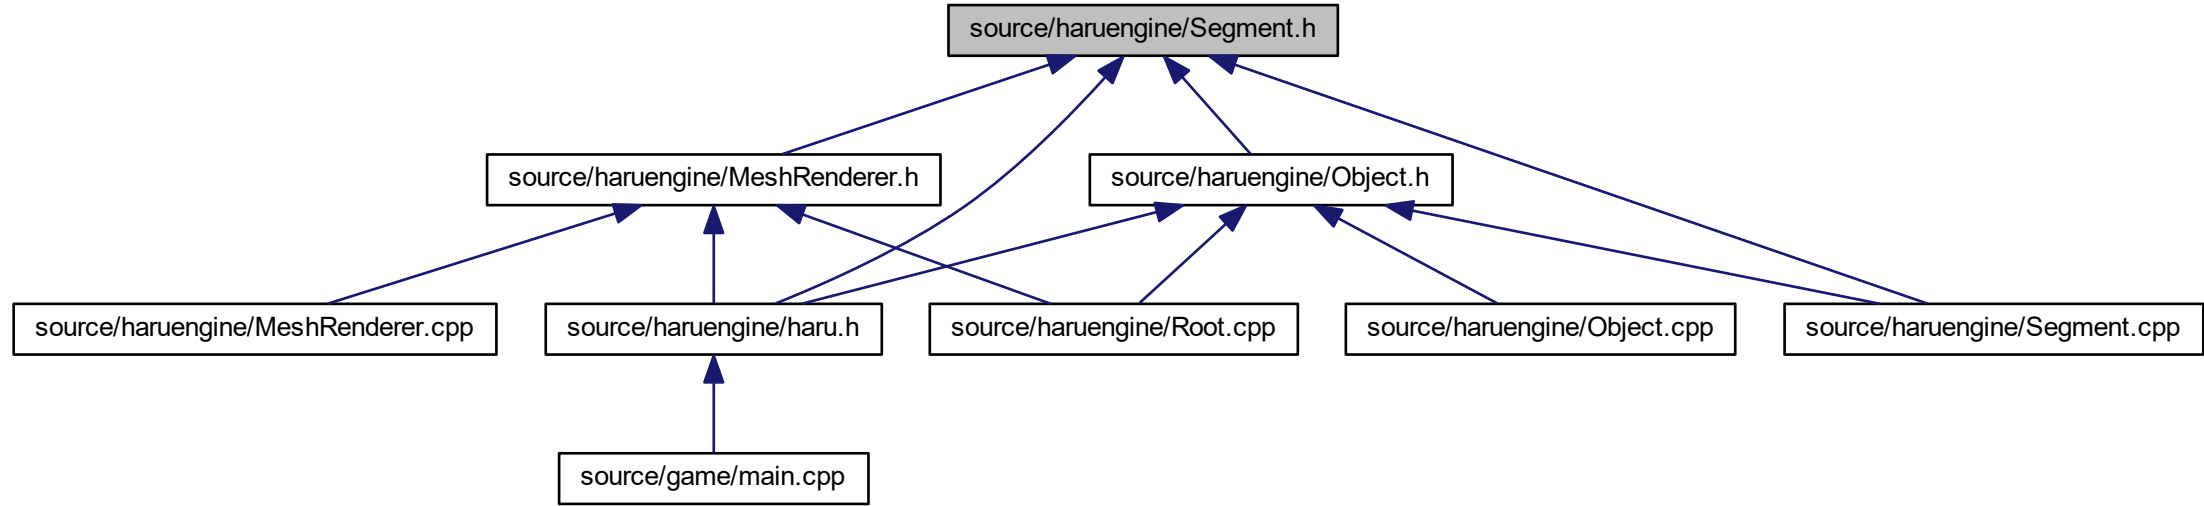 source/haruengine/Segment.h
source/haruengine/MeshRenderer.h
source/haruengine/Object.h
source/haruengine/MeshRenderer.cpp
source/haruengine/haru.h
source/haruengine/Root.cpp
source/haruengine/Object.cpp
source/haruengine/Segment.cpp
source/game/main.cpp